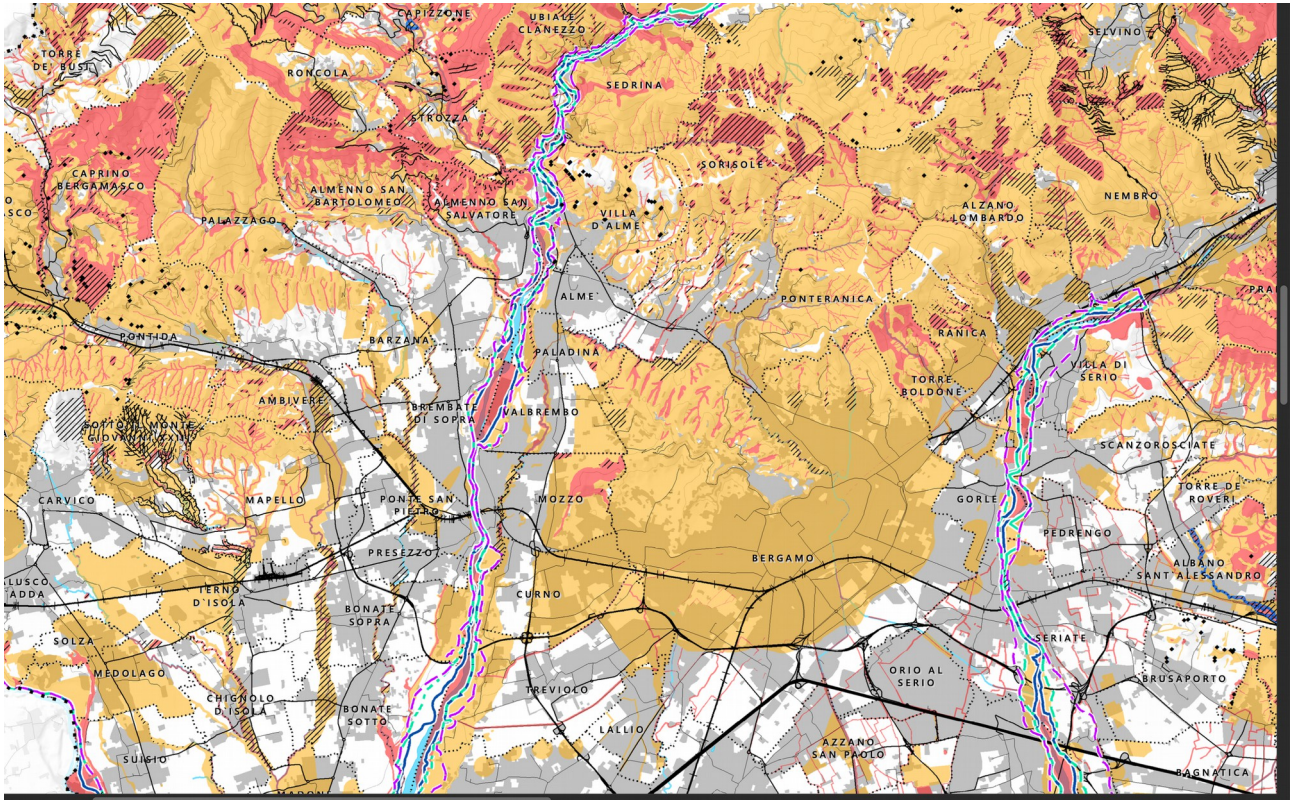 CAPIZZONE
UBIALE
CLANEZZO
SELVINO
TORRE
DE' BUSI
RONCOLA
SEDRINA
STROZZA
SORISOLE
CAPRINO
BERGAMASCO
ALMENNO SAN
BARTOLOMEO
ALMENNO SAN
SALVATORE
NEMBRO
ALZANO
LOMBARDO
PALAZZAGO
VILLA
D'ALME'
ALME'
PONTERANICA
PONTIDA
BARZANA
RANICA
PALADINA
VILLA DI
SERIO
TORRE
BOLDONE
AMBIVERE
BREMBATE
DI SOPRA
VALBREMBO
SOTTO IL MONTE
GIOVANNI XXIII
SCANZOROSCIATE
CARVICO
MAPELLO
PONTE SAN
PIETRO
MOZZO
GORLE
TORRE DE'
ROVERI
PEDRENGO
PRESEZZO
BERGAMO
ALBANO
SANT'ALESSANDRO
TERNO
D'ISOLA
CURNO
BONATE
SOPRA
SOLZA
SERIATE
MEDOLAGO
ORIO AL
SERIO
BRUSAPORTO
CHIGNOLO
D'ISOLA
TREVIOLO
BONATE
SOTTO
LALLIO
AZZANO
SAN PAOLO
SUISIO
BAGNATICA